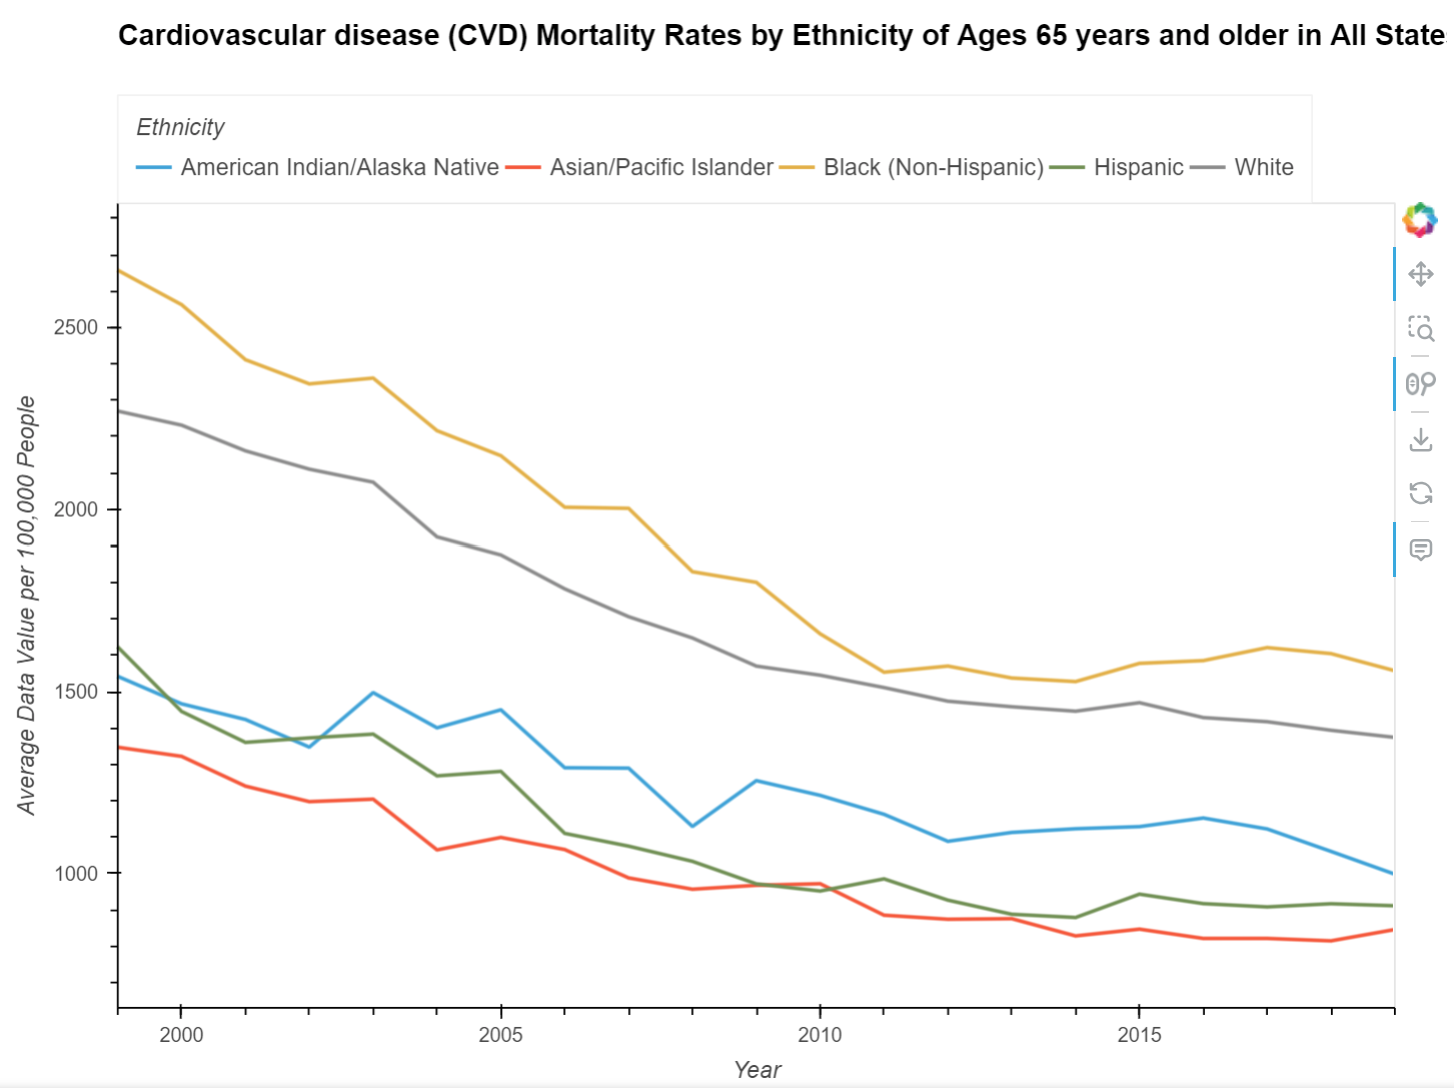 Cardiovascular disease (CVD) Mortality Rates by Ethnicity of Ages 65 years and older in All State
Ethnicity
American Indian/Alaska Native Asian/Pacific Islander Black (Non-Hispanic) Hispanic White
2500
2000
1500
1000
Average Data Value per 100,000 People
2000 2005 2010 2015
Year